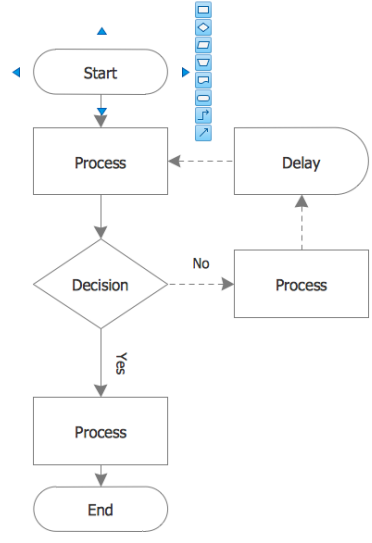 Start
Process
Delay
Decision
No
Process
Yes
Process
End